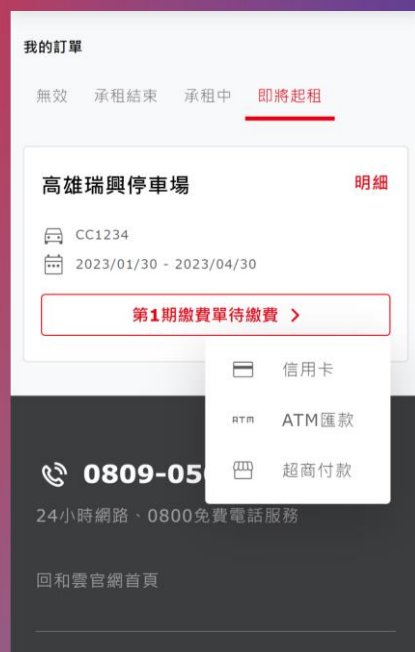 我的訂單
無效 承租結束 承租中 即將起租
高雄瑞興停車場 明細
CC1234
2023/01/30 - 2023/04/30
第1期繳費單待繳費
信用卡
ATM ATM匯款
0809-05
超商付款
24小時網路、0800免費電話服務
回和雲官網首頁